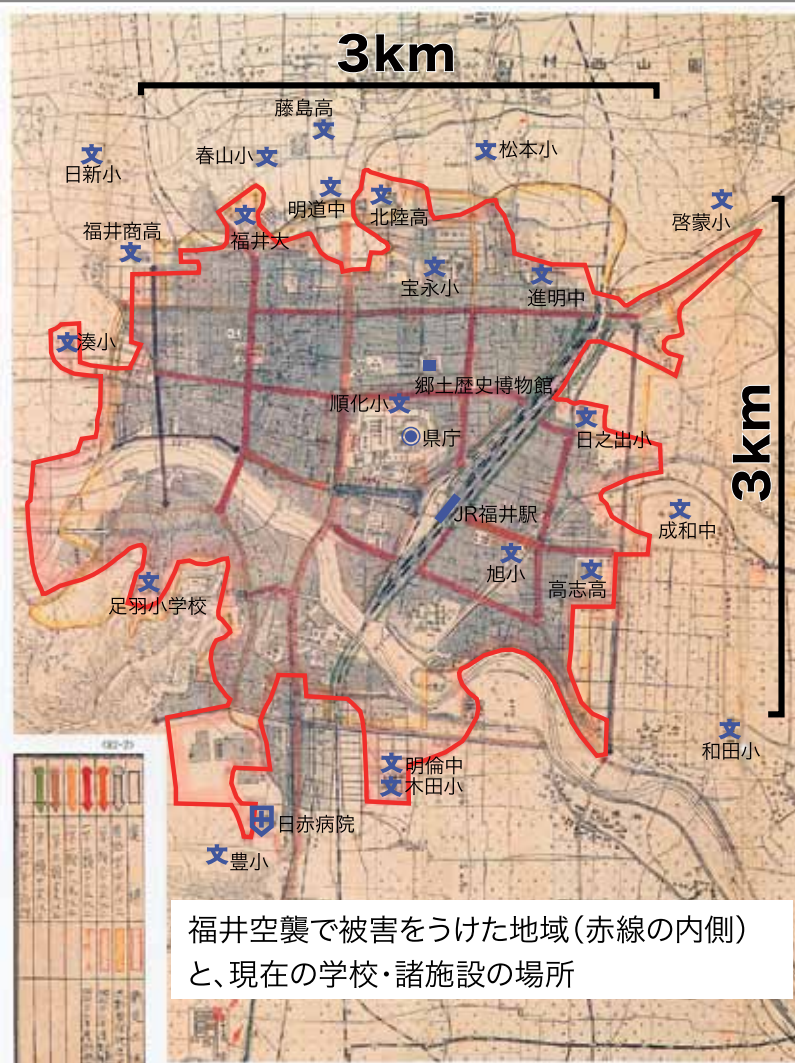 3km
藤島高
春山小
松本小
日新小
明道中
北陸高
啓蒙小
福井商高
福井大
宝永小
進明中
湊小
郷土歴史博物館
順化小
県庁
日之出小
3km
JR福井駅
成和中
旭小
高志高
足羽小学校
和田小
明倫中
木田小
日赤病院
豊小
福井空襲で被害をうけた地域（赤線の内側）
と、現在の学校・諸施設の場所